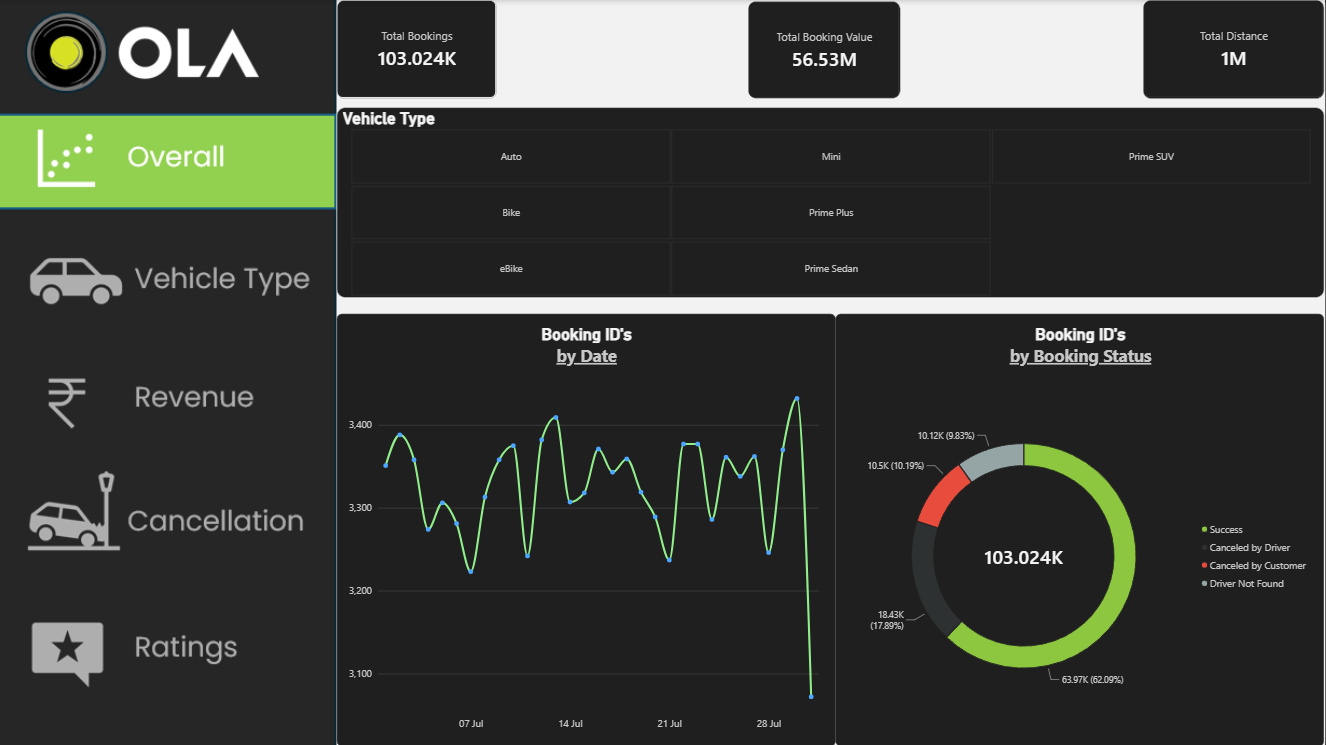 OLA
Overall
Vehicle Type
Revenue
Cancellation
Ratings
Total Bookings
103.024K
Total Booking Value
56.53M
Total Distance
1M
Vehicle Type
Auto
Mini
Prime SUV
Bike
Prime Plus
eBike
Prime Sedan
Booking ID's
by Date
3,400
3,300
3,200
3,100
07 Jul
14 Jul
21 Jul
28 Jul
Booking ID's
by Booking Status
10.12K (9.83%)
10.5K (10.19%)
18.43K
(17.89%)
63.97K (62.09%)
103.024K
Success
Canceled by Driver
Canceled by Customer
Driver Not Found